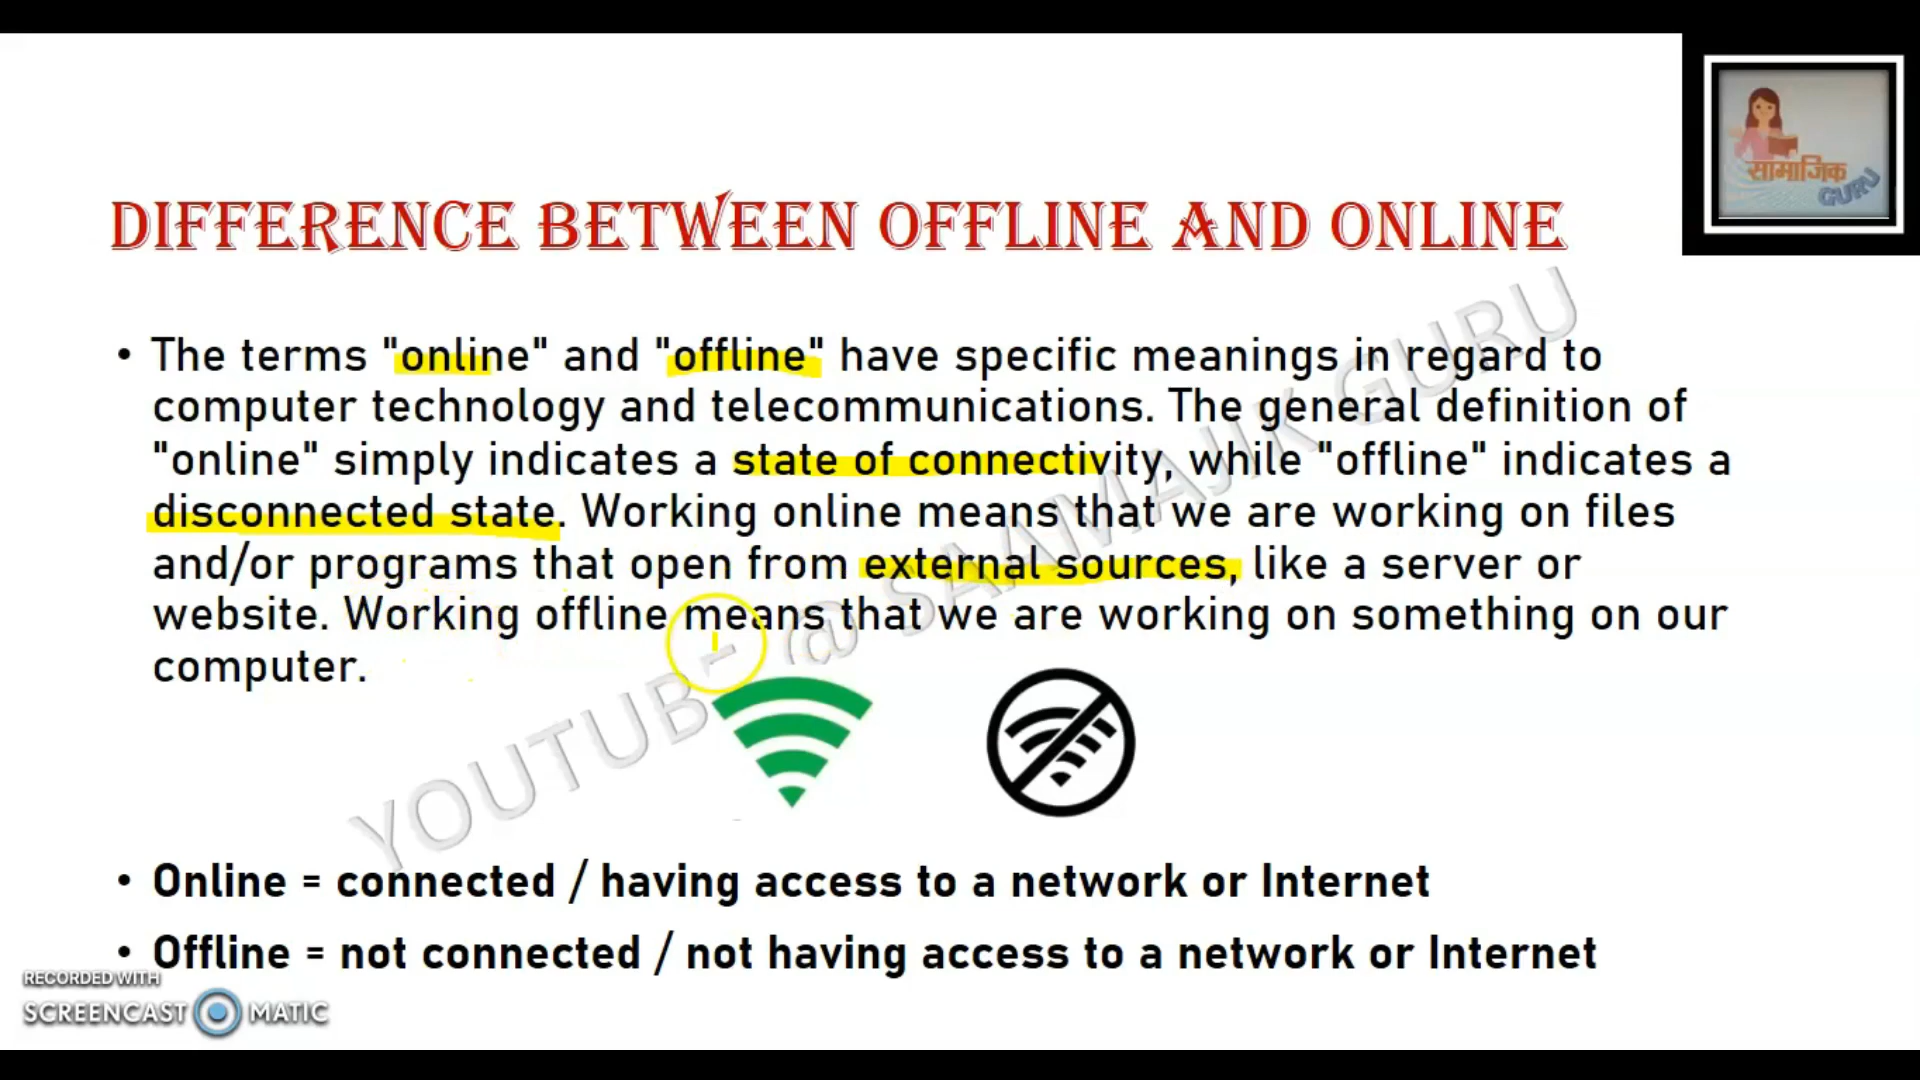 सामाजिक
GURU
DIFFERENCE BETWEEN OFFLINE AND ONLINE
• The terms "online" and "offline" have specific meanings in regard to
computer technology and telecommunications. The general definition of
"online" simply indicates a state of connectivity, while "offline" indicates a
disconnected state. Working online means that we are working on files
and/or programs that open from external sources, like a server or
website. Working offline means that we are working on something on our
computer.
YOUTUBE @ SAAMAJIK GURU
• Online = connected / having access to a network or Internet
• Offline = not connected / not having access to a network or Internet
RECORDED WITH
SCREENCAST MATIC